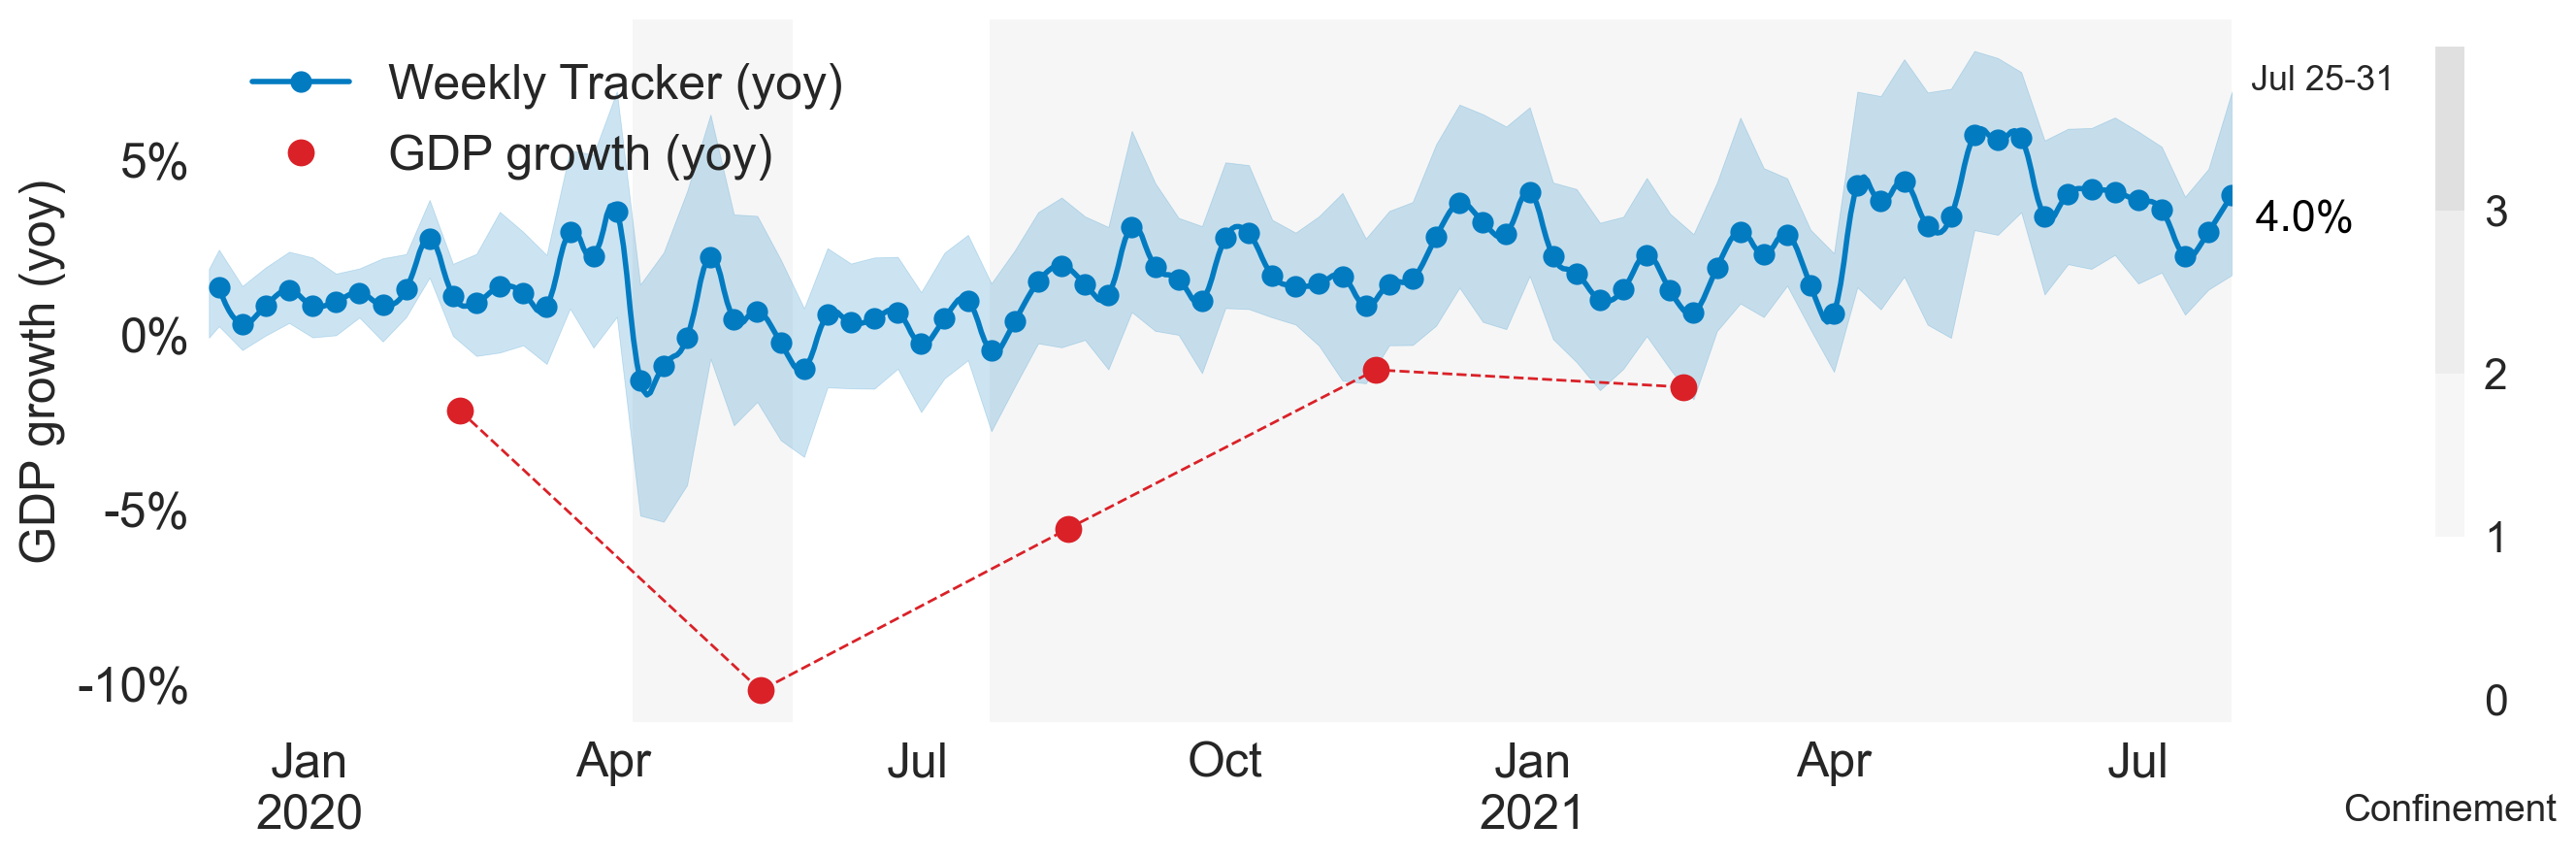 Weekly Tracker (yoy)
GDP growth (yoy)
GDP growth (yoy)
5%
0%
-5%
-10%
Jan
2020
Apr
Jul
Oct
Jan
2021
Apr
Jul
Jul 25-31
4.0%
3
2
1
0
Confinement